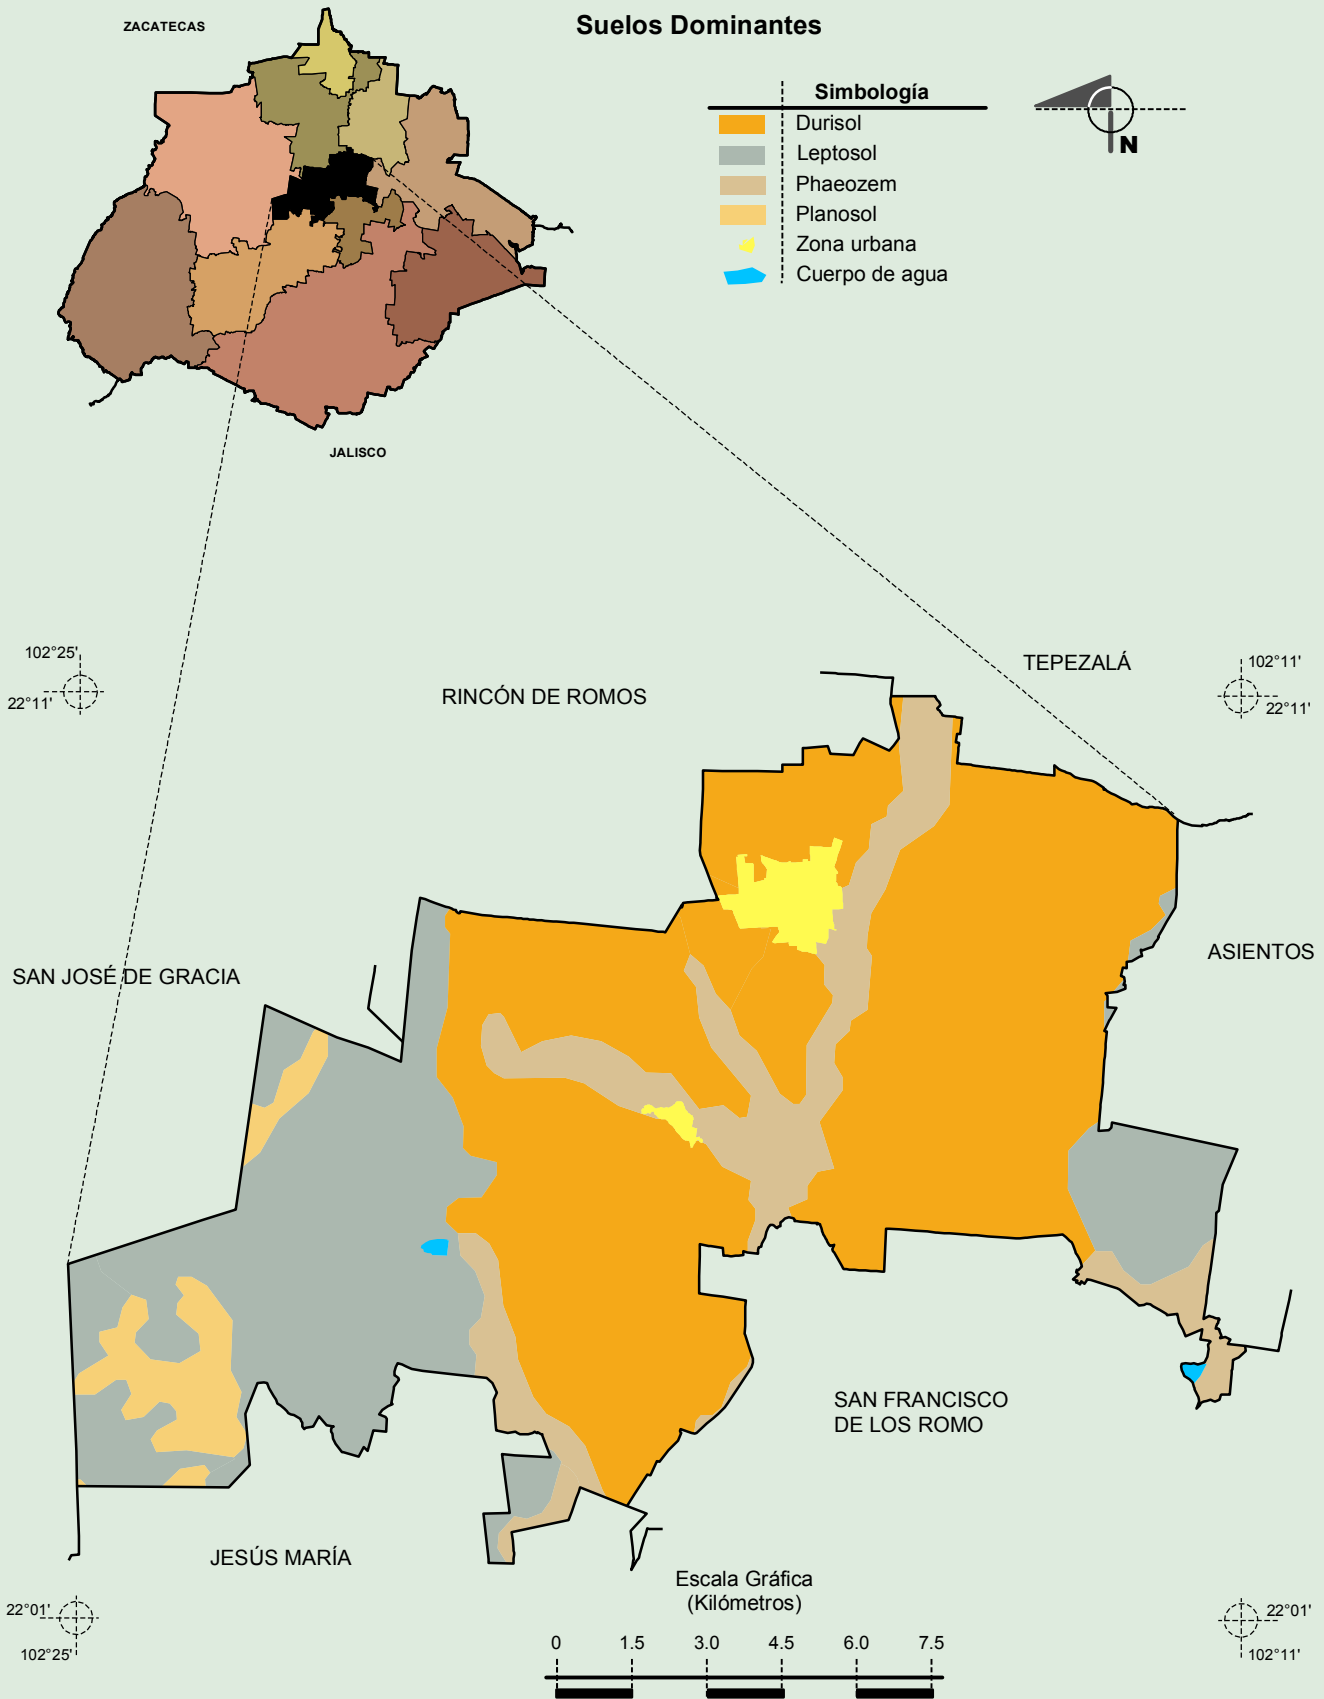 Suelos Dominantes
ZACATECAS
JALISCO
Simbología
Durisol
Leptosol
Phaeozem
Planosol
Zona urbana
Cuerpo de agua
N
102°25'
22°11'
RINCÓN DE ROMOS
TEPEZALÁ
102°11'
22°11'
SAN JOSÉ DE GRACIA
ASIENTOS
SAN FRANCISCO
DE LOS ROMO
JESÚS MARÍA
22°01'
102°25'
Escala Gráfica
(Kilómetros)
0 1.5 3.0 4.5 6.0 7.5
22°01'
102°11'